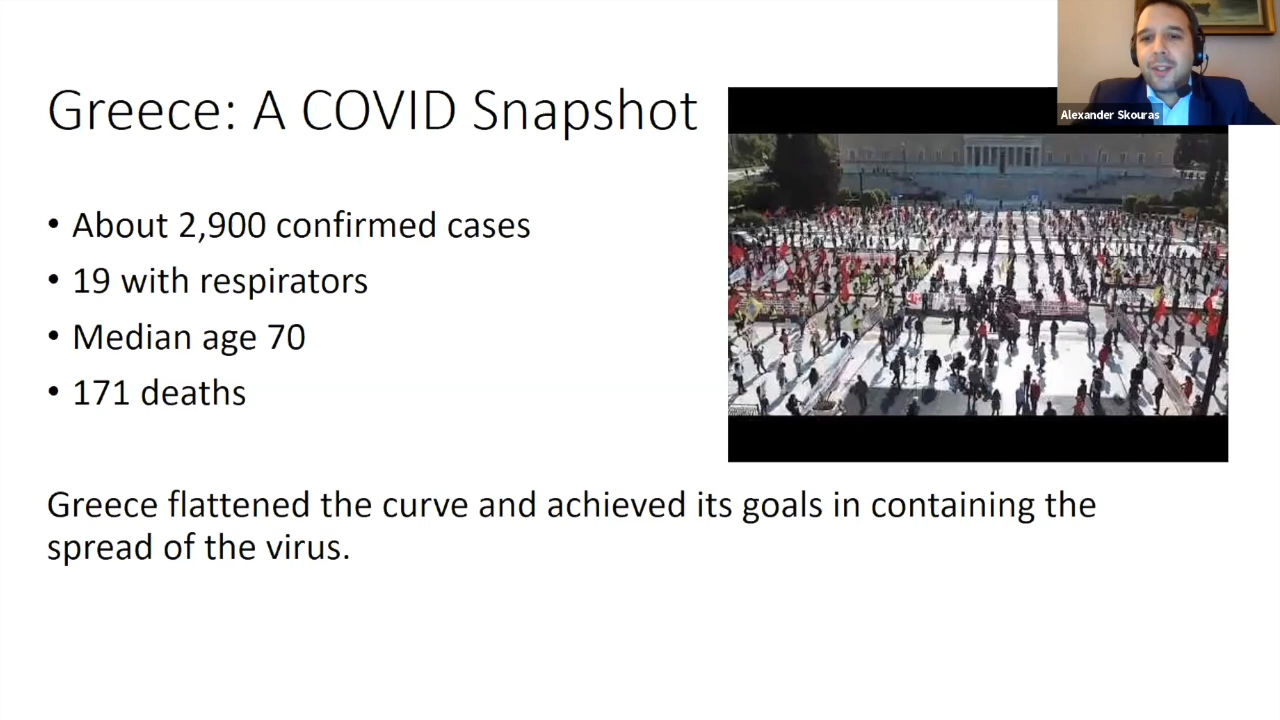 Alexander Skouras
Greece: A COVID Snapshot
• About 2,900 confirmed cases
• 19 with respirators
• Median age 70
• 171 deaths
Greece flattened the curve and achieved its goals in containing the
spread of the virus.